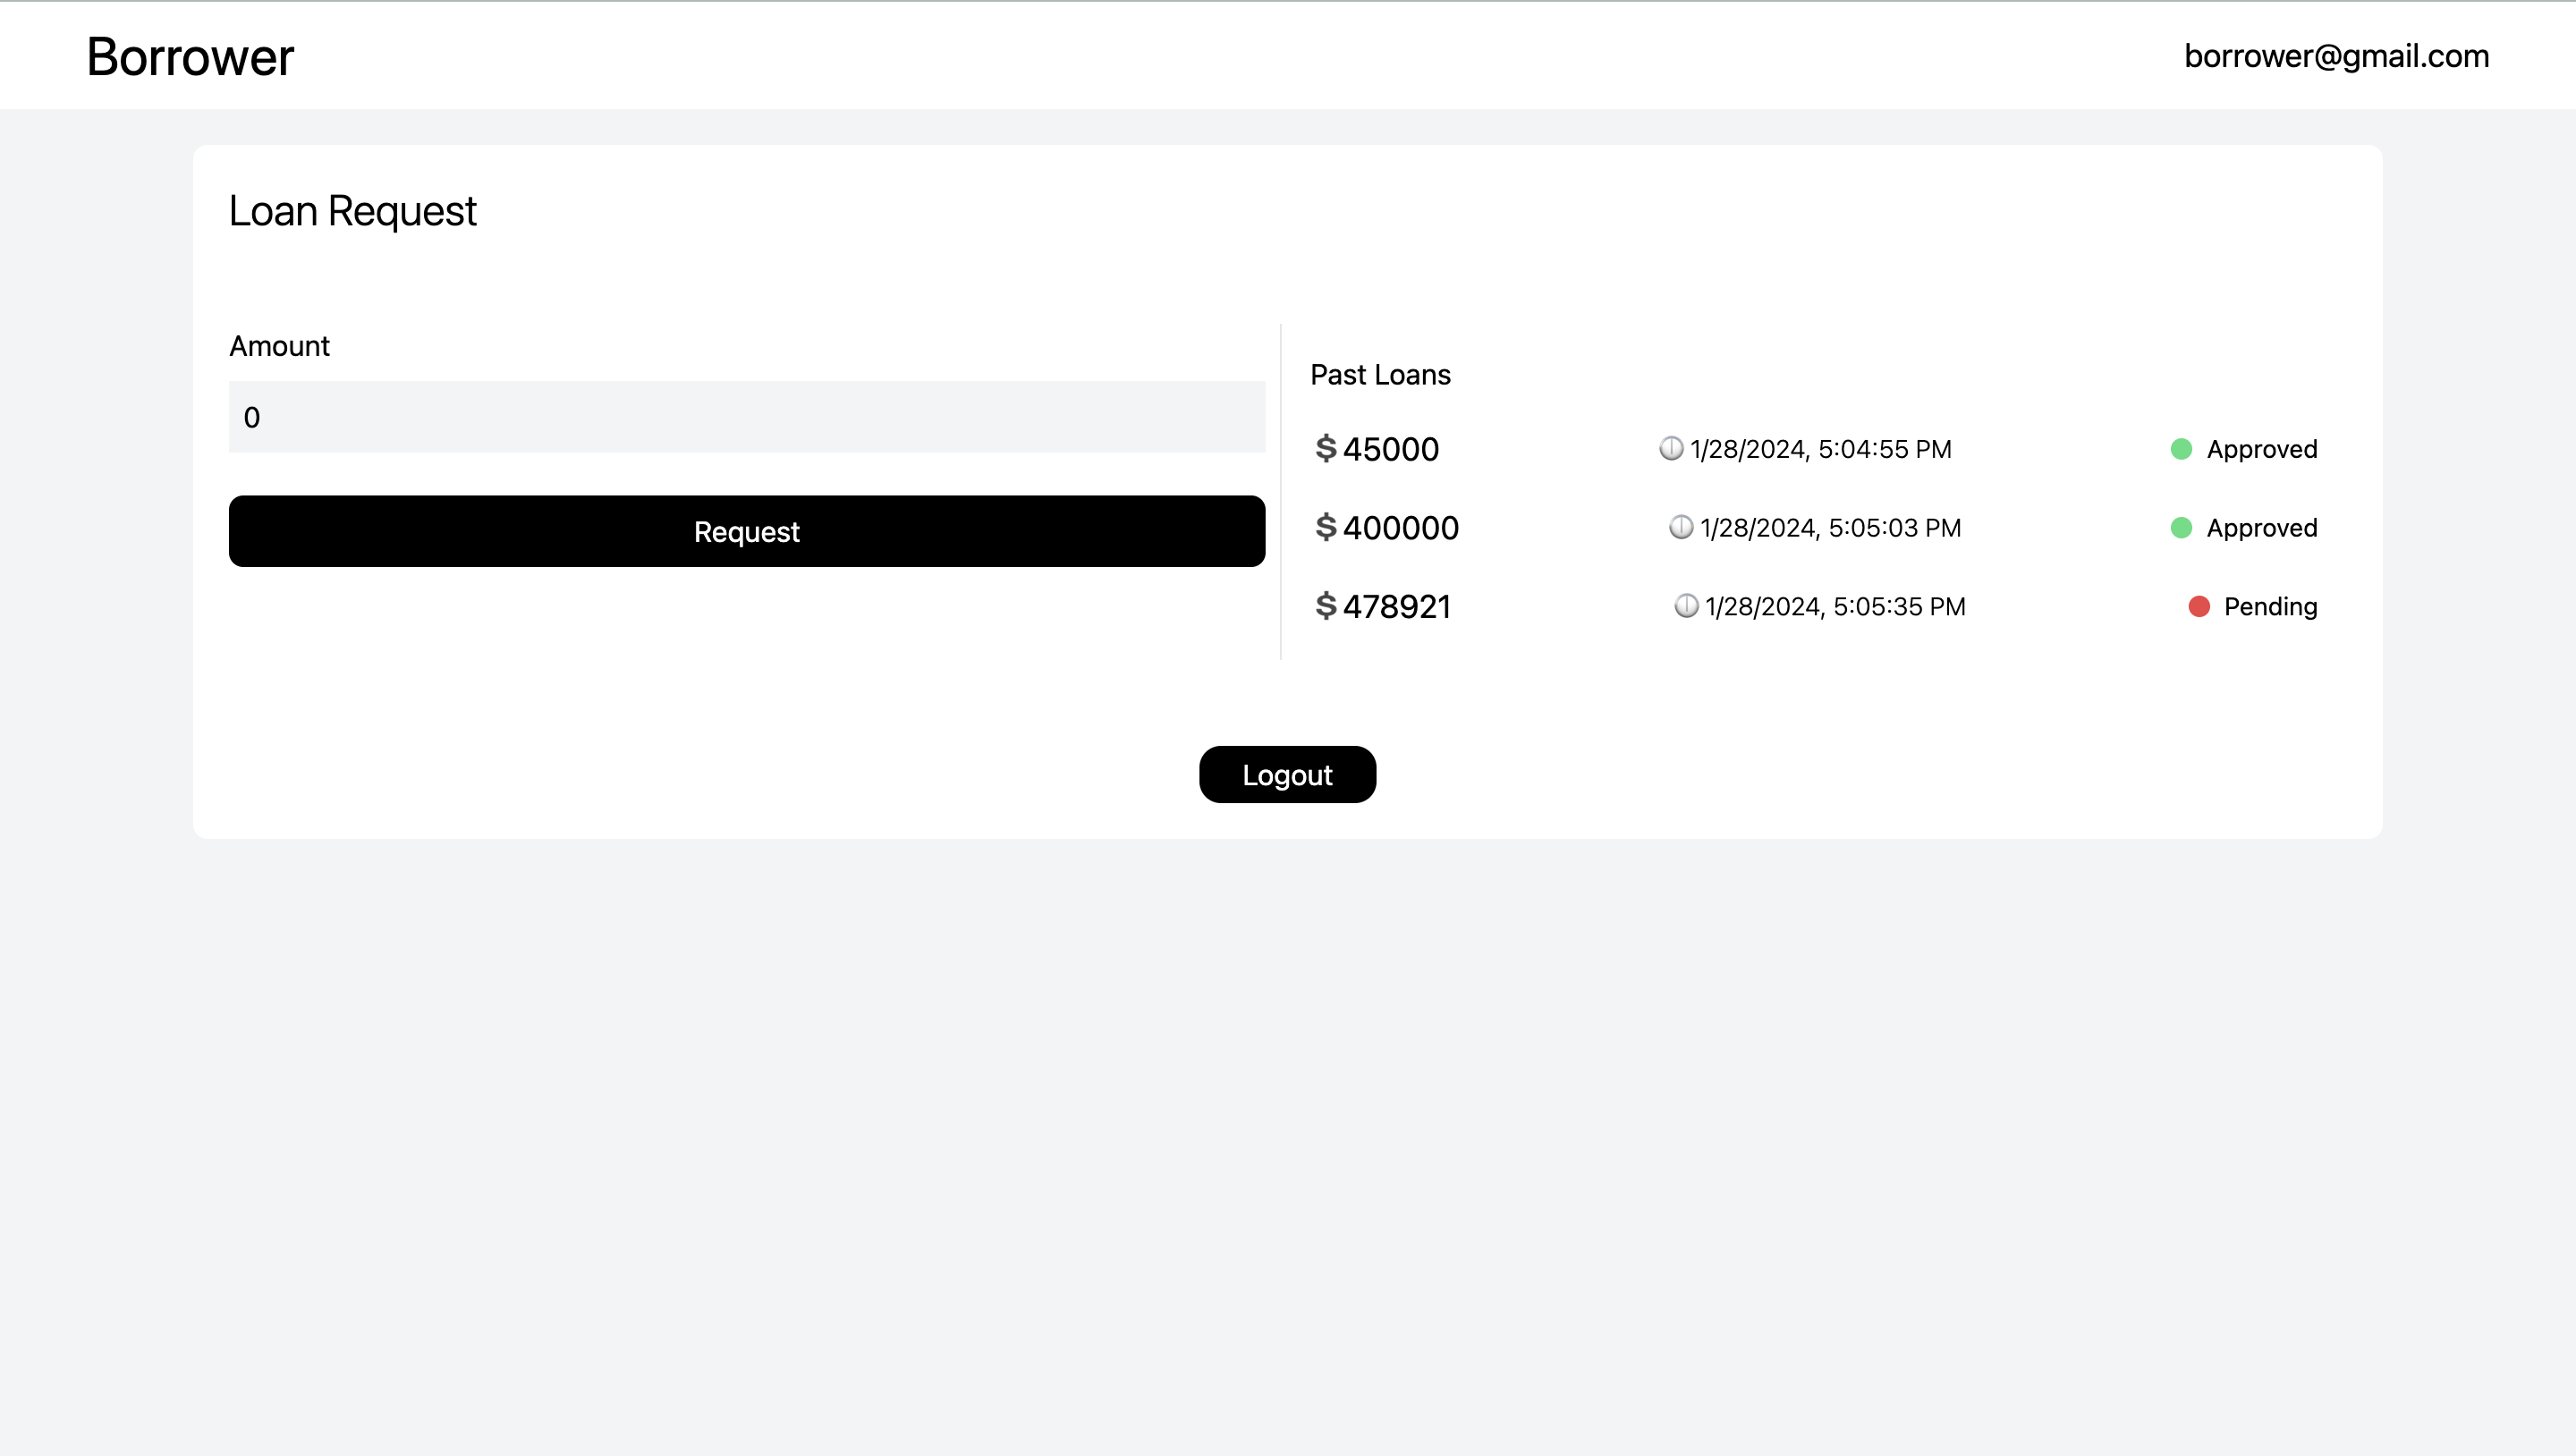 Borrower
borrower@gmail.com
Loan Request
Amount
0
Request
Past Loans
$ 45000 1/28/2024, 5:04:55 PM Approved
$ 400000 1/28/2024, 5:05:03 PM Approved
$ 478921 1/28/2024, 5:05:35 PM Pending
Logout